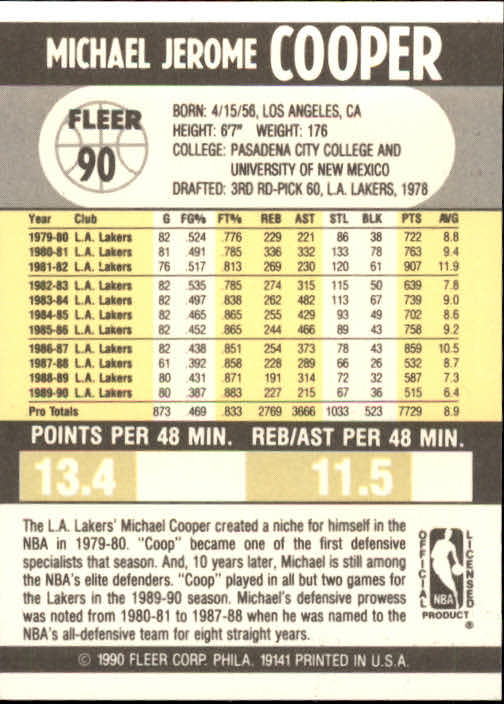 MICHAEL JEROME COOPER
FLEER
90
BORN: 4/15/56, LOS ANGELES, CA
HEIGHT: 6'7" WEIGHT: 176
COLLEGE: PASADENA CITY COLLEGE AND
UNIVERSITY OF NEW MEXICO
DRAFTED: 3RD RD-PICK 60, L.A. LAKERS, 1978
Year Club G FG% FT% REB AST STL BLK PTS AVG
1979-80 L.A. Lakers 82 .524 .776 229 221 86 38 722 8.8
1980-81 L.A. Lakers 81 .491 .785 336 332 133 78 763 9.4
1981-82 L.A. Lakers 76 .517 .813 269 230 120 61 907 11.9
1982-83 L.A. Lakers 82 .535 .785 274 315 115 50 639 7.8
1983-84 L.A. Lakers 82 .497 .838 262 482 113 67 739 9.0
1984-85 L.A. Lakers 82 .465 .865 255 429 93 49 702 8.6
1985-86 L.A. Lakers 82 .452 .865 244 466 89 43 758 9.2
1986-87 L.A. Lakers 82 .438 .851 254 373 78 43 859 10.5
1987-88 L.A. Lakers 61 .392 .858 228 289 66 26 532 8.7
1988-89 L.A. Lakers 80 .431 .871 191 314 72 32 587 7.3
1989-90 L.A. Lakers 80 .387 .883 227 215 67 36 515 6.4
Pro Totals 873 .469 .833 2769 3666 1033 523 7729 8.9
POINTS PER 48 MIN. REB/AST PER 48 MIN.
13.4 11.5
The L.A. Lakers' Michael Cooper created a niche for himself in the
NBA in 1979-80. "Coop" became one of the first defensive
specialists that season. And, 10 years later, Michael is still among
the NBA's elite defenders. "Coop" played in all but two games for
the Lakers in the 1989-90 season. Michael's defensive prowess
was noted from 1980-81 to 1987-88 when he was named to the
NBA's all-defensive team for eight straight years.
OFFICIAL
LICENSED
NBA
PRODUCT
®
© 1990 FLEER CORP. PHILA. 19141 PRINTED IN U.S.A.